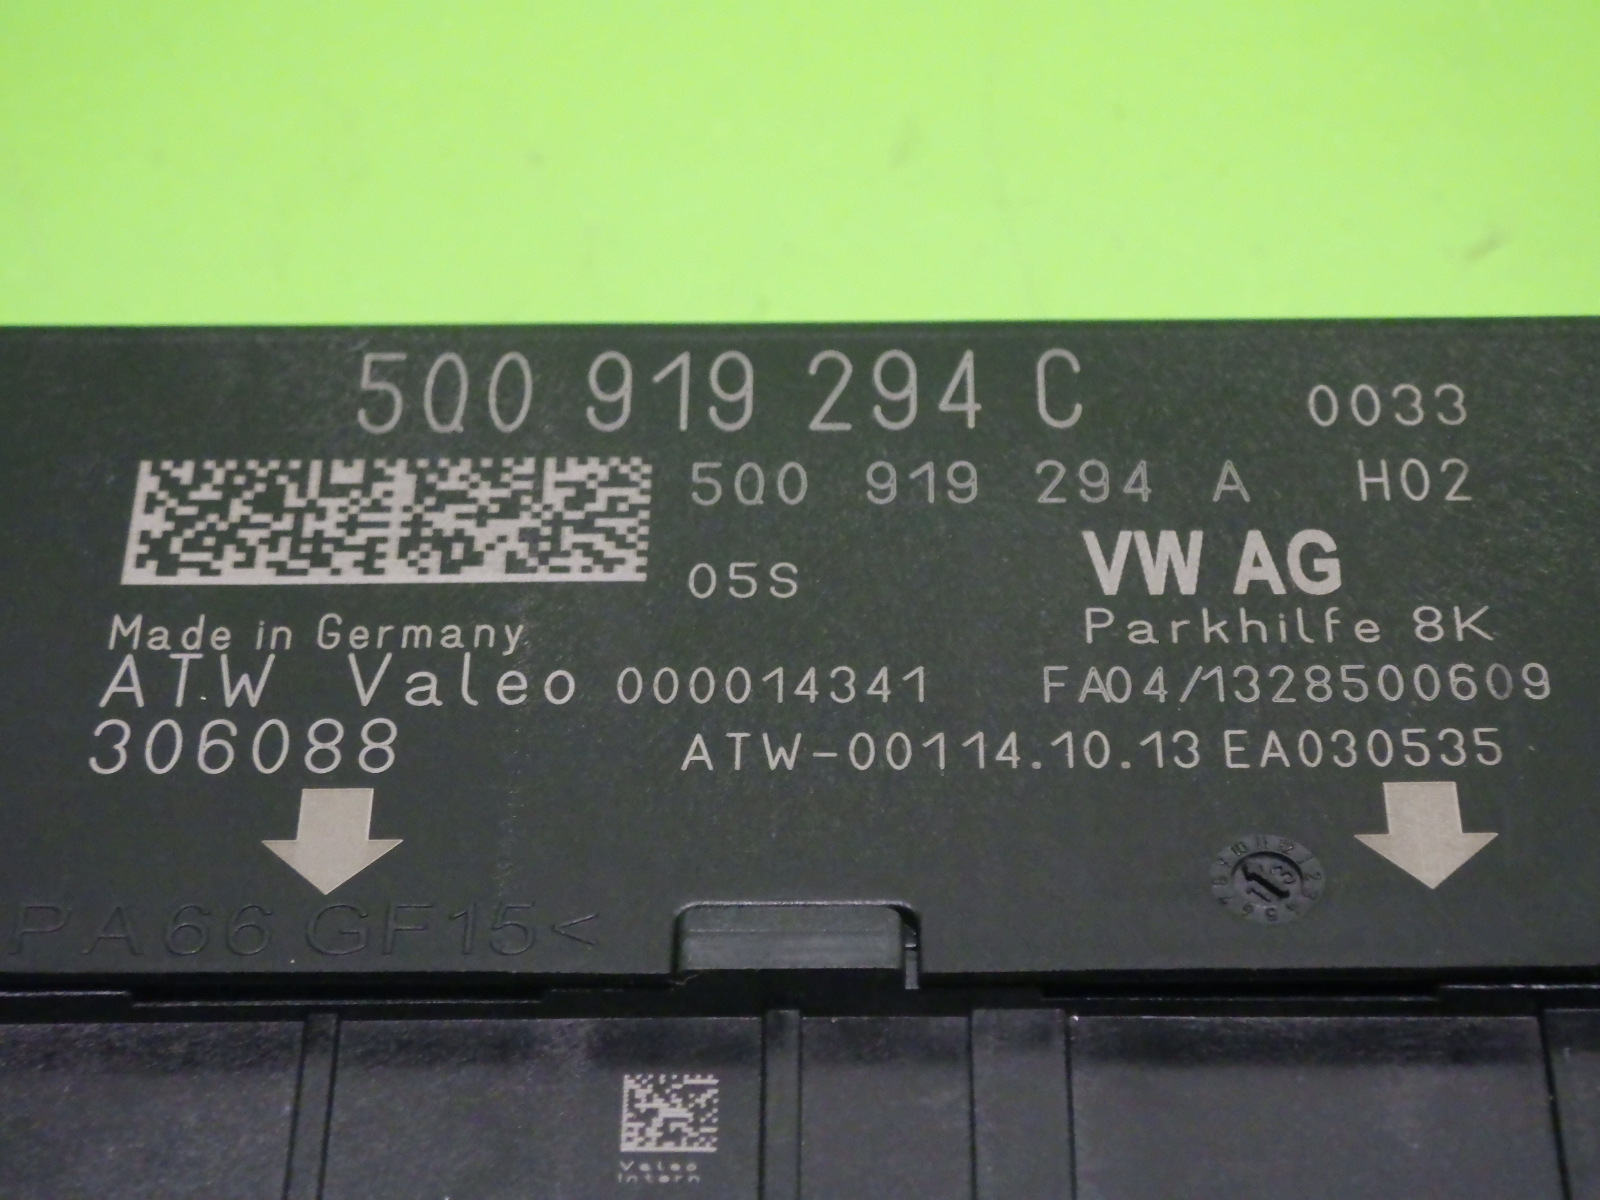 5Q0 919 294 C 0033
5Q0 919 294 A H02
VW AG
05S
Parkhilfe 8K
Made in Germany
ATW Valeo 000014341 FA04/1328500609
306088 ATW-00114.10.13 EA030535
PA66 GF15<
Valeo
intern